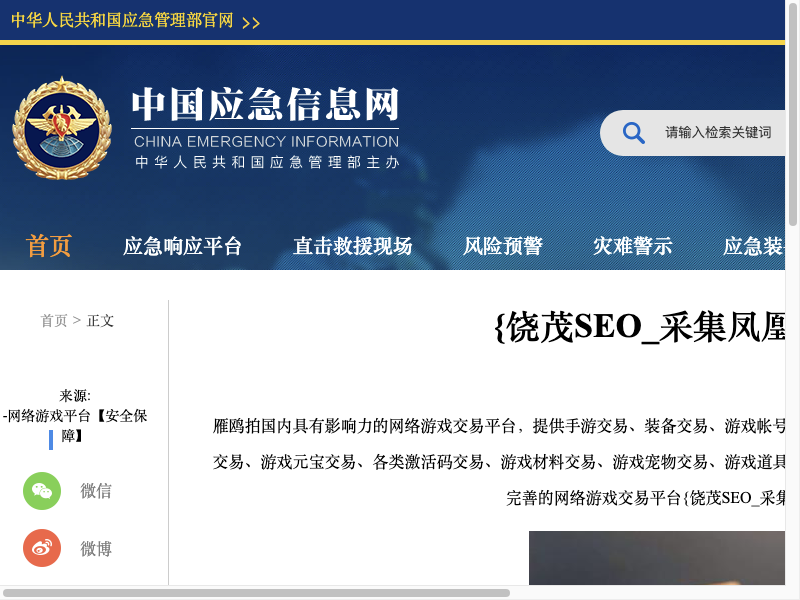 中华人民共和国应急管理部官网 >>
中国应急信息网
CHINA EMERGENCY INFORMATION
中华人民共和国应急管理部主办
请输入检索关键词
首页 应急响应平台 直击救援现场 风险预警 灾难警示 应急装
首页 > 正文
{饶茂SEO_采集凤凰
来源:
-网络游戏平台【安全保
障】
雁鸥拍国内具有影响力的网络游戏交易平台，提供手游交易、装备交易、游戏帐号
交易、游戏元宝交易、各类激活码交易、游戏材料交易、游戏宠物交易、游戏道具
完善的网络游戏交易平台{饶茂SEO_采集
微信
微博